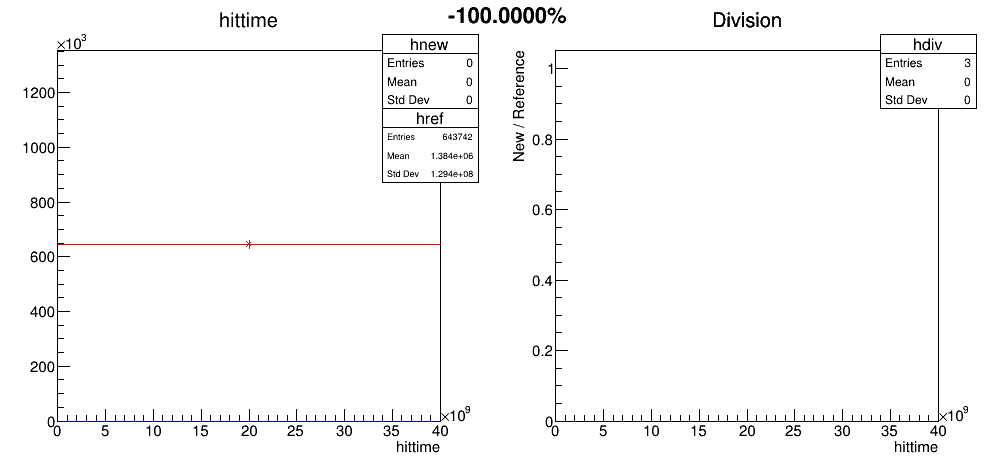 -100.0000%
hittime
×10³
1200
1000
800
600
400
200
0
0 5 10 15 20 25 30 35 40
×10⁹
hittime
hnew
Entries 0
Mean 0
Std Dev 0
href
Entries 643742
Mean 1.384e+06
Std Dev 1.294e+08
Division
New / Reference
1
0.8
0.6
0.4
0.2
0
0 5 10 15 20 25 30 35 40
×10⁹
hittime
hdiv
Entries 3
Mean 0
Std Dev 0